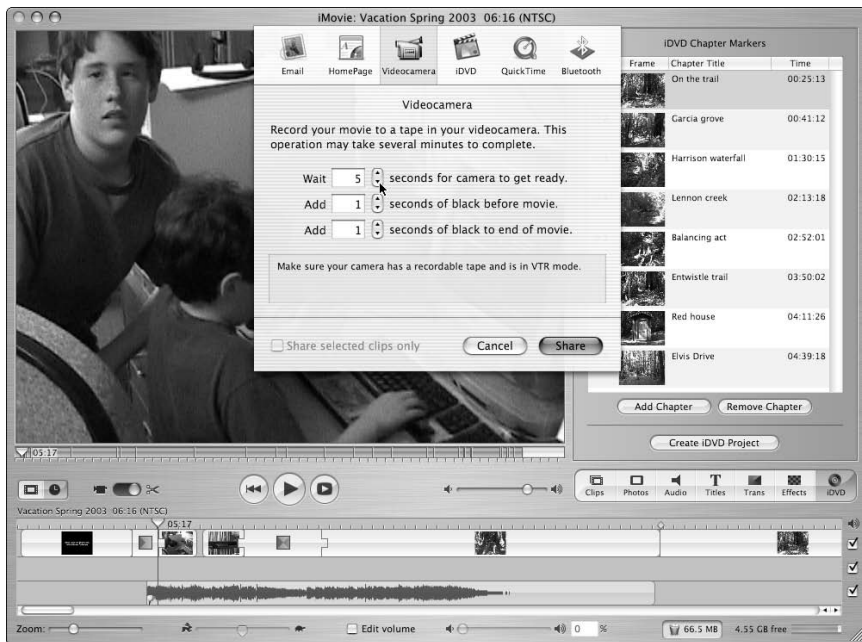 iMovie: Vacation Spring 2003 06:16 (NTSC)
Email HomePage Videocamera iDVD QuickTime Bluetooth
Videocamera
Record your movie to a tape in your videocamera. This
operation may take several minutes to complete.
Wait 5 seconds for camera to get ready.
Add 1 seconds of black before movie.
Add 1 seconds of black to end of movie.
Make sure your camera has a recordable tape and is in VTR mode.
Share selected clips only Cancel Share
iDVD Chapter Markers
Frame Chapter Title Time
On the trail 00:25:13
Garcia grove 00:41:12
Harrison waterfall 01:30:15
Lennon creek 02:13:18
Balancing act 02:52:01
Entwistle trail 03:50:02
Red house 04:11:26
Elvis Drive 04:39:18
Add Chapter Remove Chapter
Create iDVD Project
05:17
Clips Photos Audio Titles Trans Effects iDVD
Vacation Spring 2003 06:16 (NTSC)
05:17
Zoom: Edit volume 0 % 66.5 MB 4.55 GB free